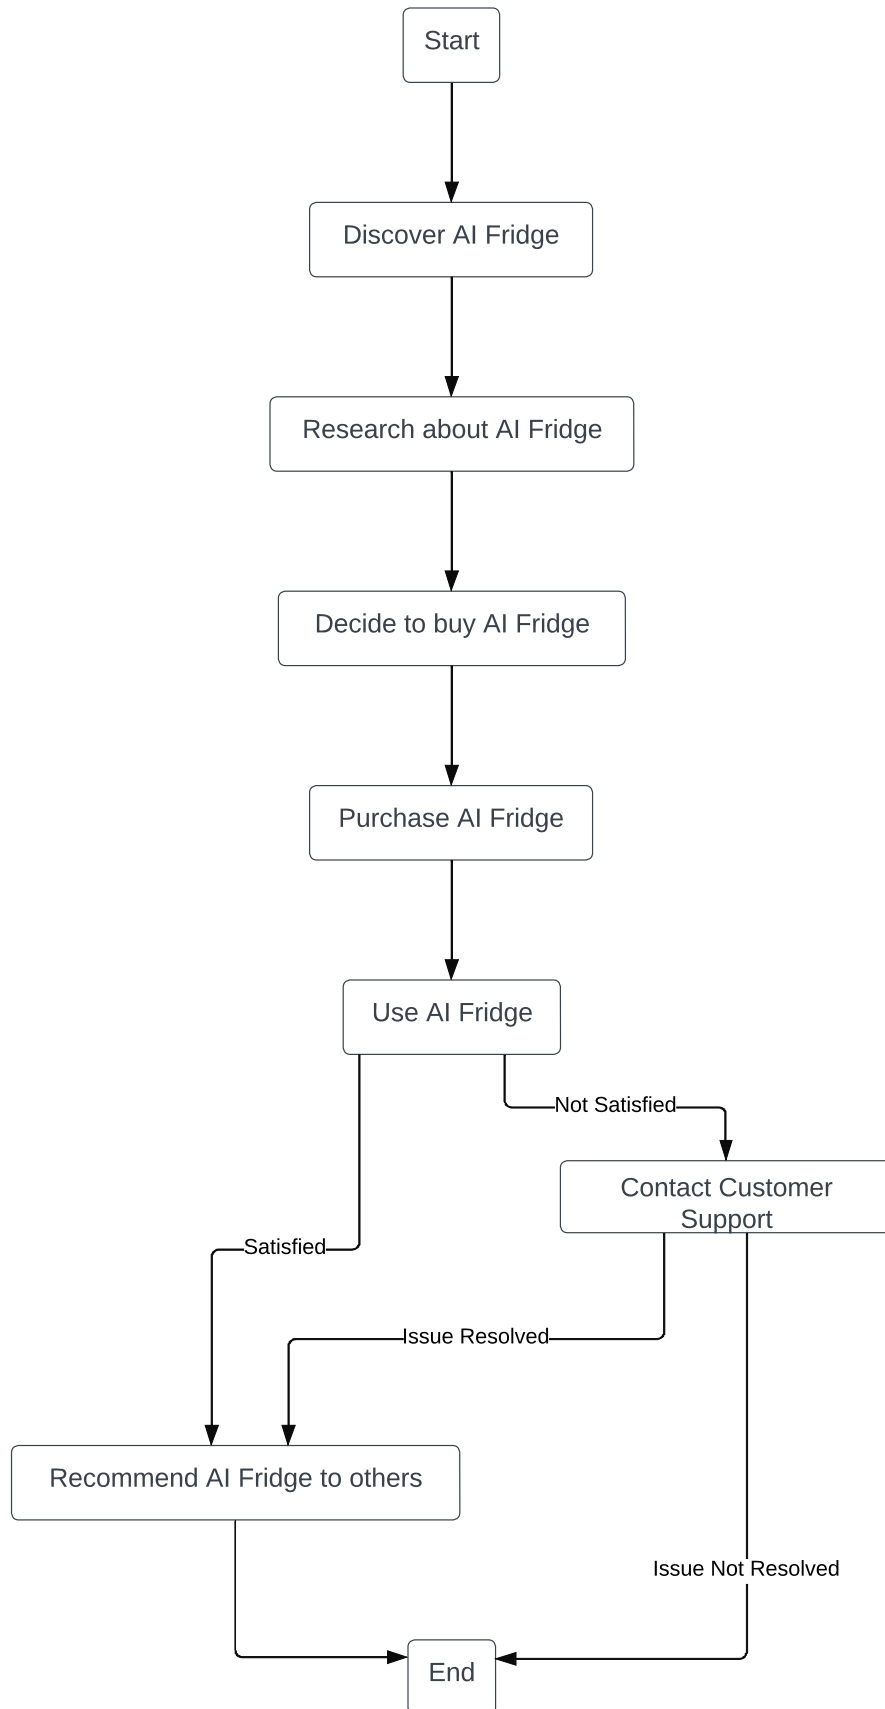 Start
Discover AI Fridge
Research about AI Fridge
Decide to buy AI Fridge
Purchase AI Fridge
Use AI Fridge
Not Satisfied
Contact Customer
Support
Satisfied
Issue Resolved
Recommend AI Fridge to others
Issue Not Resolved
End